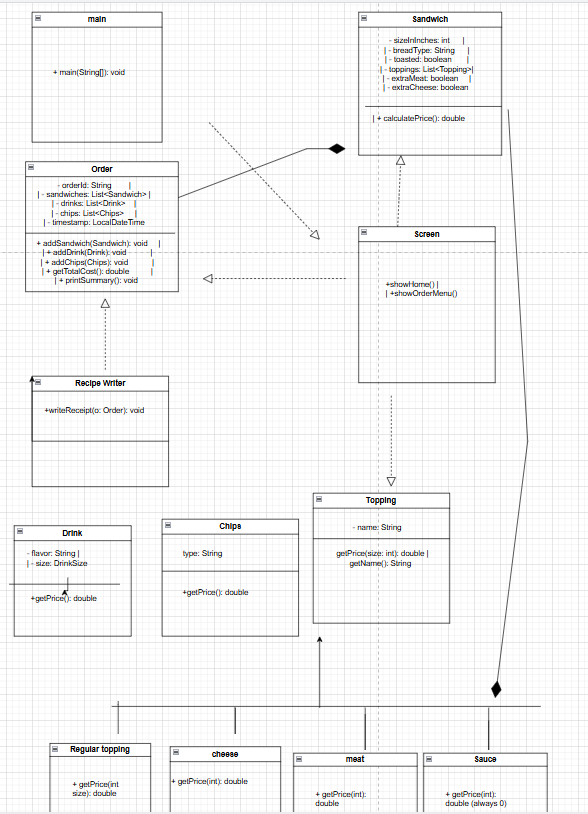 main
+ main(String[]): void
Sandwich
- sizeInInches: int |
| - breadType: String |
| - toasted: boolean |
| - toppings: List<Topping>|
| - extraMeat: boolean |
| - extraCheese: boolean
| + calculatePrice(): double
Order
- orderId: String |
| - sandwiches: List<Sandwich> |
| - drinks: List<Drink> |
| - chips: List<Chips> |
| - timestamp: LocalDateTime
+ addSandwich(Sandwich): void |
| + addDrink(Drink): void |
| + addChips(Chips): void |
| + getTotalCost(): double |
| + printSummary(): void
Screen
+showHome() |
| +showOrderMenu()
Recipe Writer
+writeReceipt(o: Order): void
Topping
- name: String
getPrice(size: int): double |
getName(): String
Drink
- flavor: String |
| - size: DrinkSize
+getPrice(): double
Chips
type: String
+getPrice(): double
Regular topping
+ getPrice(int
size): double
cheese
+ getPrice(int): double
meat
+ getPrice(int):
double
Sauce
+ getPrice(int):
double (always 0)